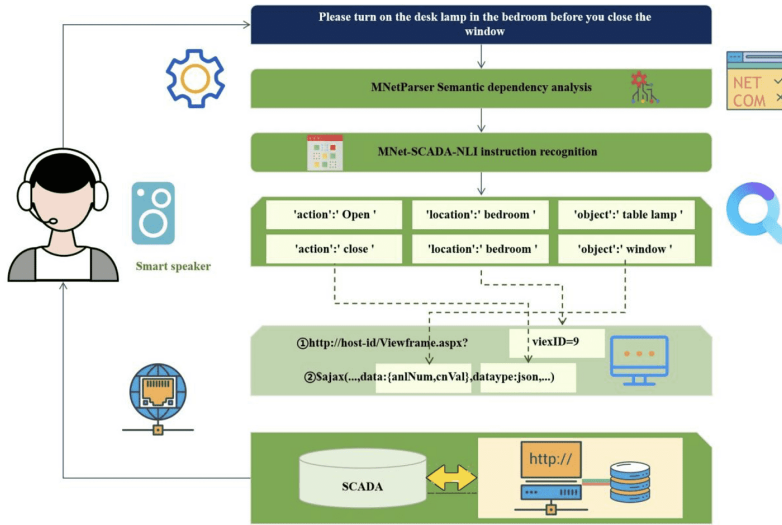 Please turn on the desk lamp in the bedroom before you close the
window
MNetParser Semantic dependency analysis
NET
COM
MNet-SCADA-NLI instruction recognition
'action':' Open '
'location':' bedroom '
'object':' table lamp '
'action':' close '
'location':' bedroom '
'object':' window '
Smart speaker
①http://host-id/Viewframe.aspx?
viexID=9
②$ajax(...,data:{anlNum,cnVal},dataype:json,...)
SCADA
http://